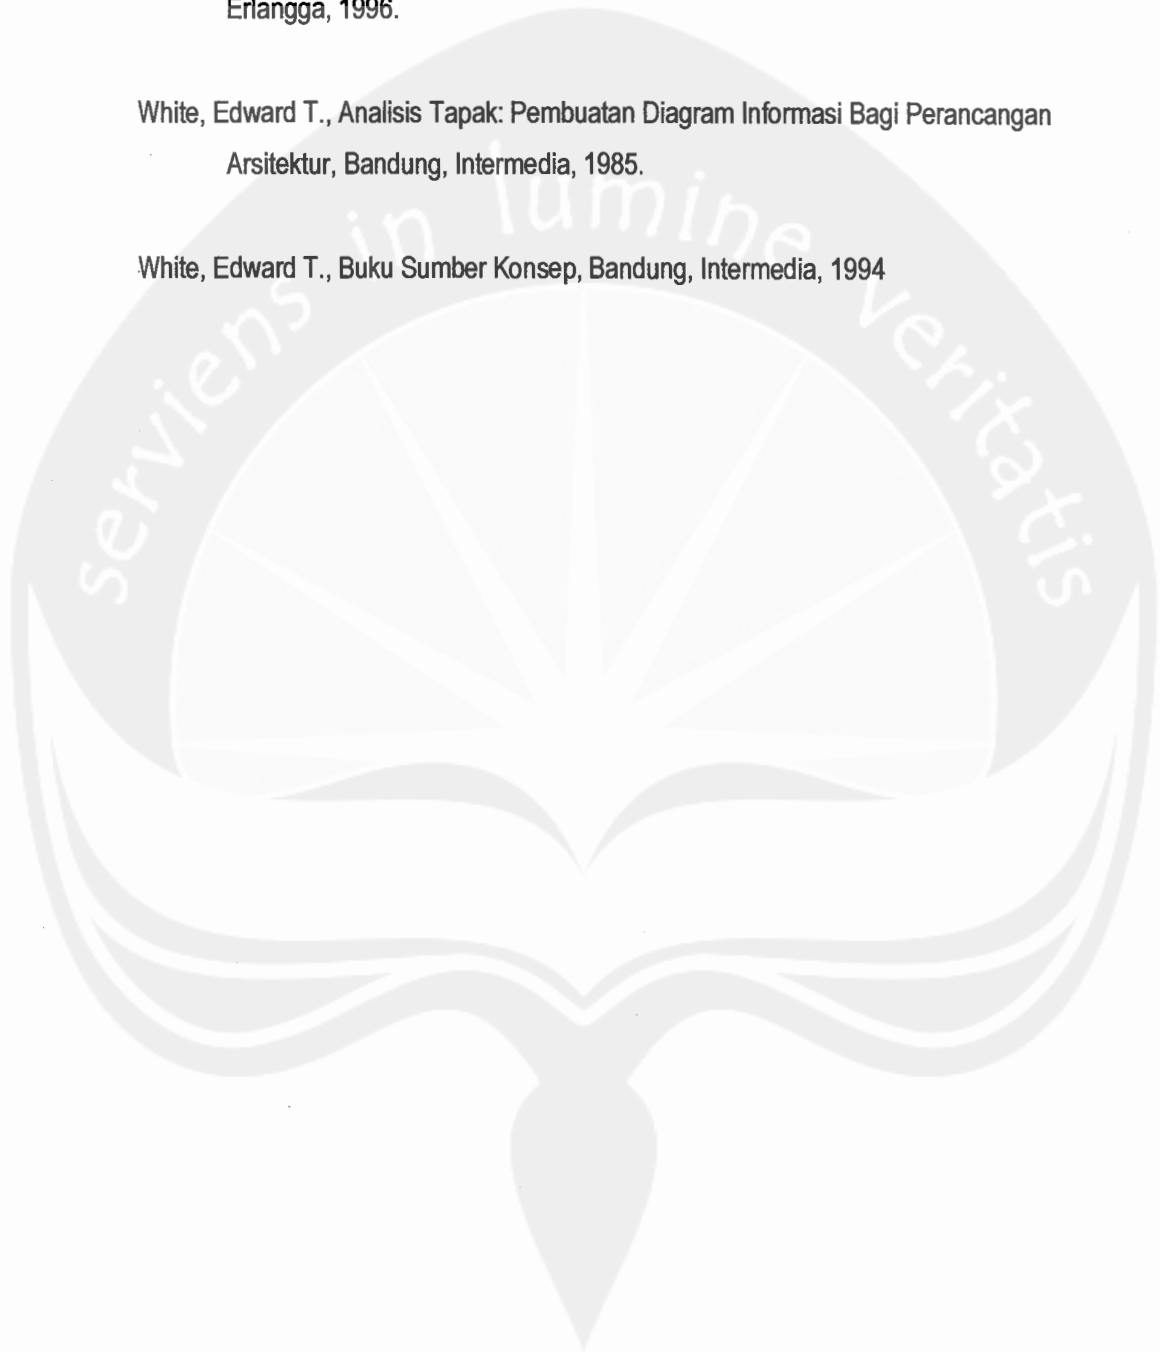 Erlangga, 1996.
White, Edward T., Analisis Tapak: Pembuatan Diagram Informasi Bagi Perancangan
Arsitektur, Bandung, Intermedia, 1985.
White, Edward T., Buku Sumber Konsep, Bandung, Intermedia, 1994
serviens in lumine veritatis